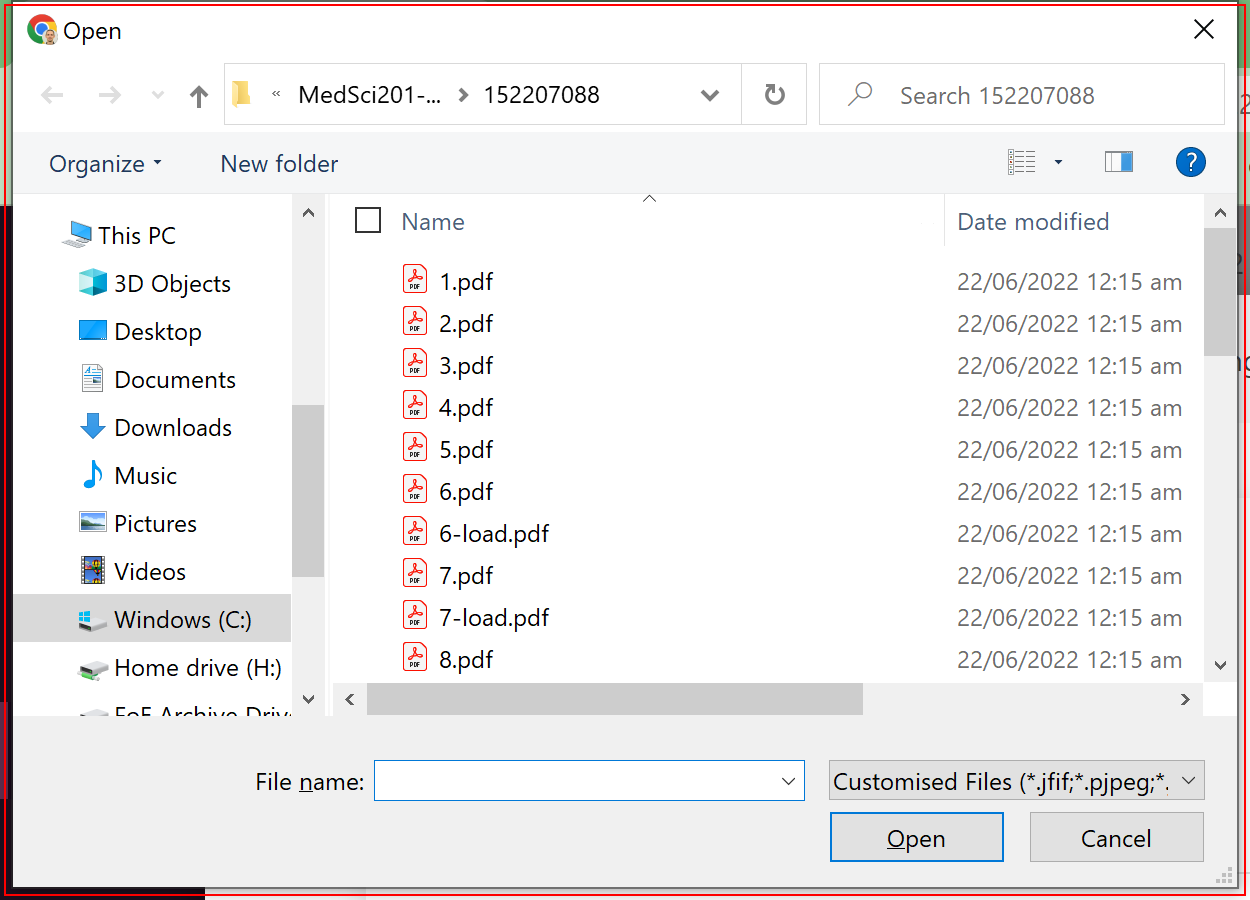 Open
« MedSci201-... > 152207088
Search 152207088
Organize
New folder
?
This PC
3D Objects
Desktop
Documents
Downloads
Music
Pictures
Videos
Windows (C:)
Home drive (H:)
Name Date modified
1.pdf 22/06/2022 12:15 am
2.pdf 22/06/2022 12:15 am
3.pdf 22/06/2022 12:15 am
4.pdf 22/06/2022 12:15 am
5.pdf 22/06/2022 12:15 am
6.pdf 22/06/2022 12:15 am
6-load.pdf 22/06/2022 12:15 am
7.pdf 22/06/2022 12:15 am
7-load.pdf 22/06/2022 12:15 am
8.pdf 22/06/2022 12:15 am
File name:
Customised Files (*.jfif;*.pjpeg;*.
Open
Cancel